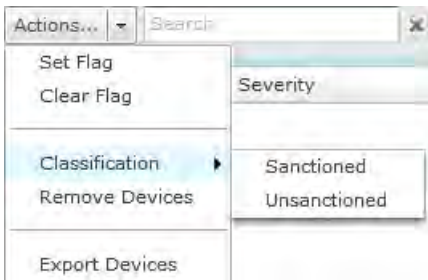 Actions... Search
Set Flag
Clear Flag
Severity
Classification
Sanctioned
Remove Devices
Unsanctioned
Export Devices